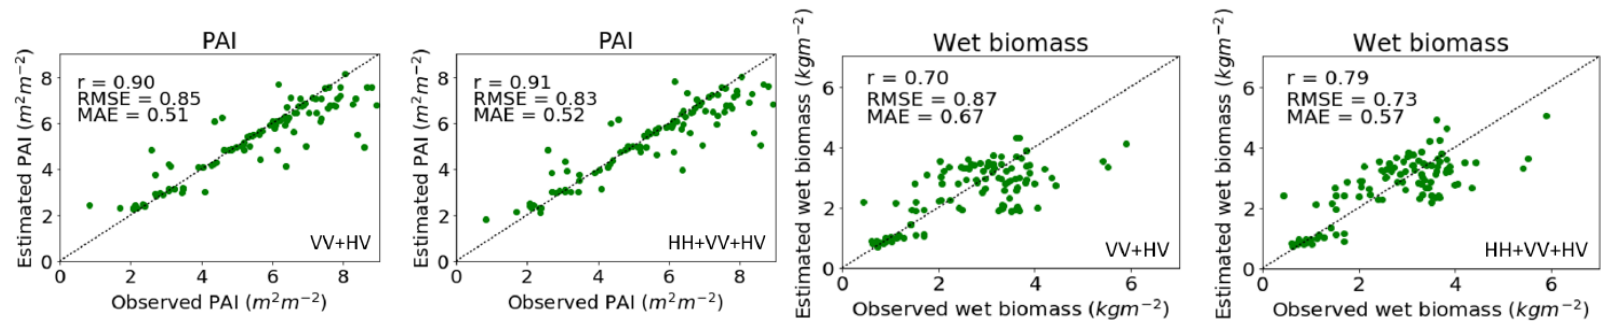 PAI
r = 0.90
RMSE = 0.85
MAE = 0.51
VV+HV
Estimated PAI (m²m⁻²)
8
6
4
2
0
0 2 4 6 8
Observed PAI (m²m⁻²)
PAI
r = 0.91
RMSE = 0.83
MAE = 0.52
HH+VV+HV
Estimated PAI (m²m⁻²)
8
6
4
2
0
0 2 4 6 8
Observed PAI (m²m⁻²)
Wet biomass
r = 0.70
RMSE = 0.87
MAE = 0.67
VV+HV
Estimated wet biomass (kgm⁻²)
6
4
2
0
0 2 4 6
Observed wet biomass (kgm⁻²)
Wet biomass
r = 0.79
RMSE = 0.73
MAE = 0.57
HH+VV+HV
Estimated wet biomass (kgm⁻²)
6
4
2
0
0 2 4 6
Observed wet biomass (kgm⁻²)